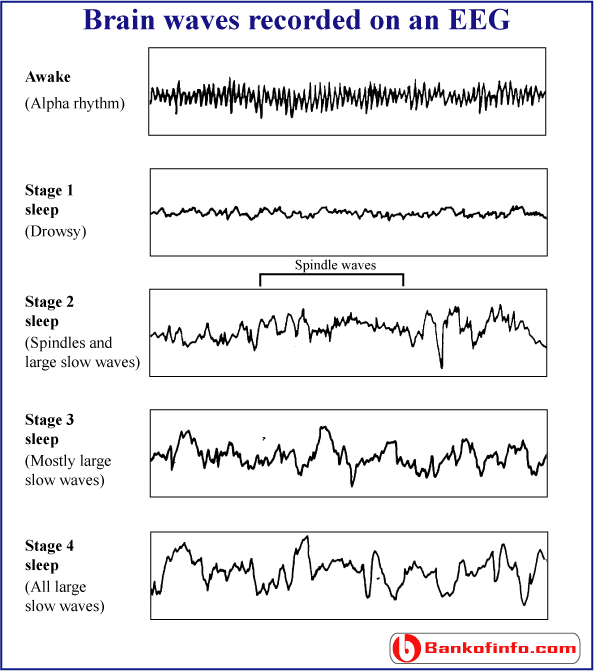 Brain waves recorded on an EEG
Awake
(Alpha rhythm)
Stage 1
sleep
(Drowsy)
Spindle waves
Stage 2
sleep
(Spindles and
large slow waves)
Stage 3
sleep
(Mostly large
slow waves)
Stage 4
sleep
(All large
slow waves)
Bankofinfo.com